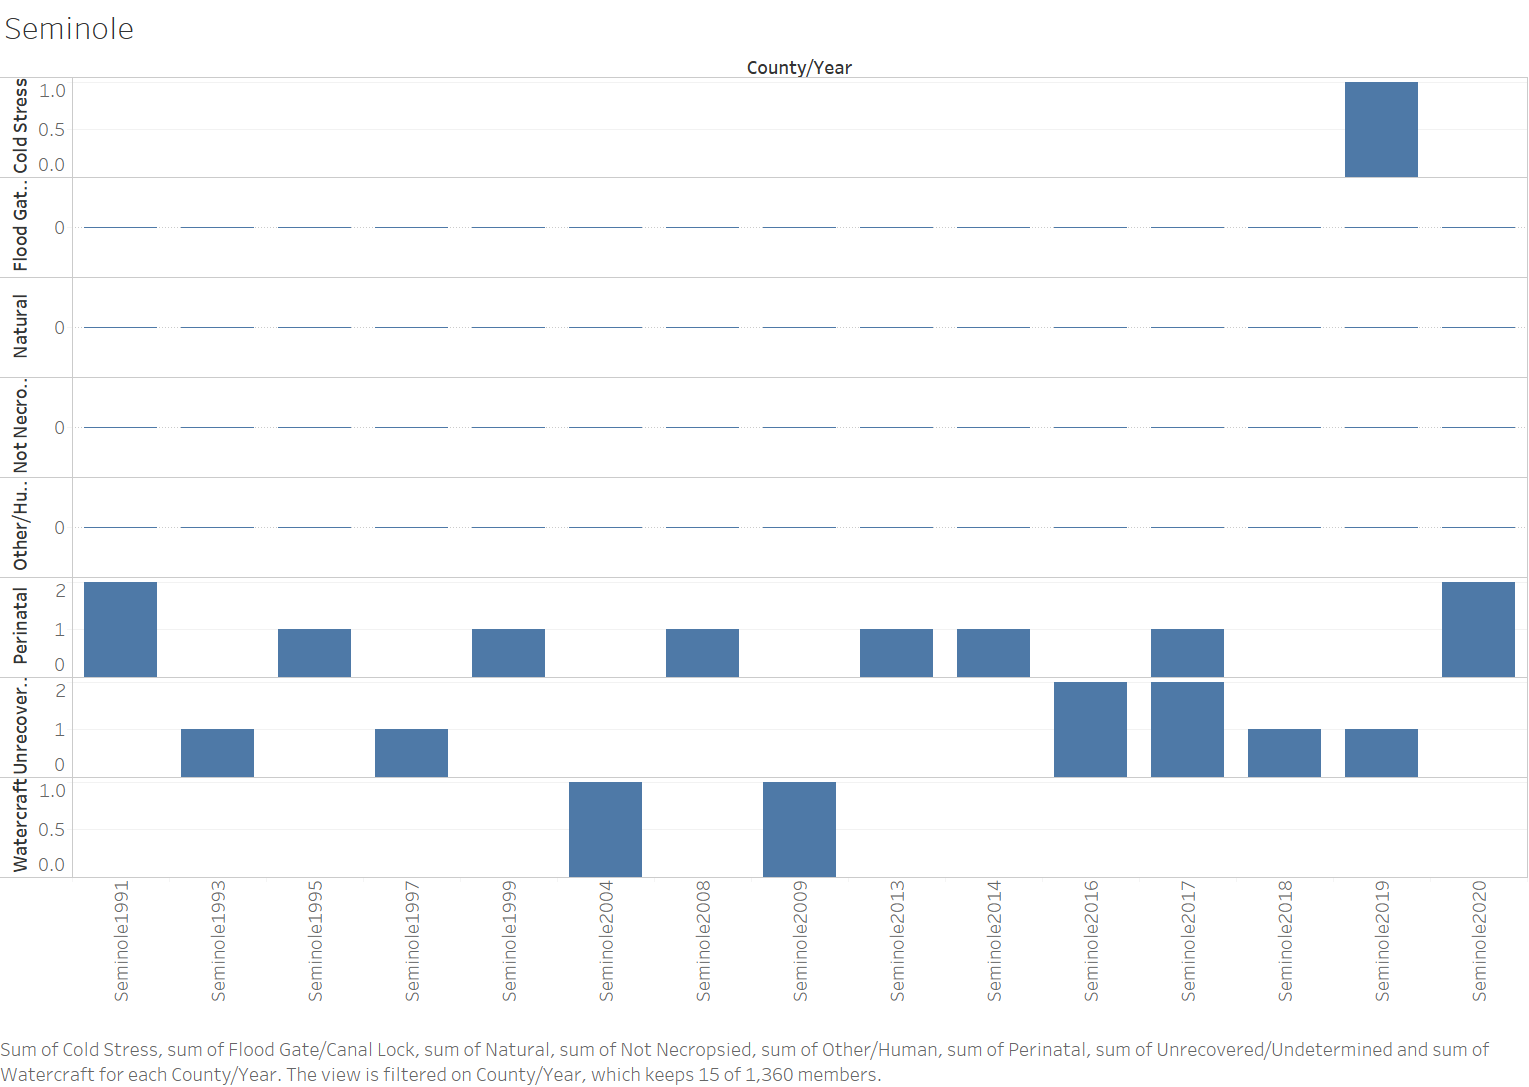 Seminole
County/Year
Cold Stress
1.0
0.5
0.0
Flood Gat..
0
Natural
0
Not Necro..
0
Other/Hu..
0
Perinatal
2
1
0
Unrecover..
2
1
0
Watercraft
1.0
0.5
0.0
Seminole1991
Seminole1993
Seminole1995
Seminole1997
Seminole1999
Seminole2004
Seminole2008
Seminole2009
Seminole2013
Seminole2014
Seminole2016
Seminole2017
Seminole2018
Seminole2019
Seminole2020
Sum of Cold Stress, sum of Flood Gate/Canal Lock, sum of Natural, sum of Not Necropsied, sum of Other/Human, sum of Perinatal, sum of Unrecovered/Undetermined and sum of
Watercraft for each County/Year. The view is filtered on County/Year, which keeps 15 of 1,360 members.